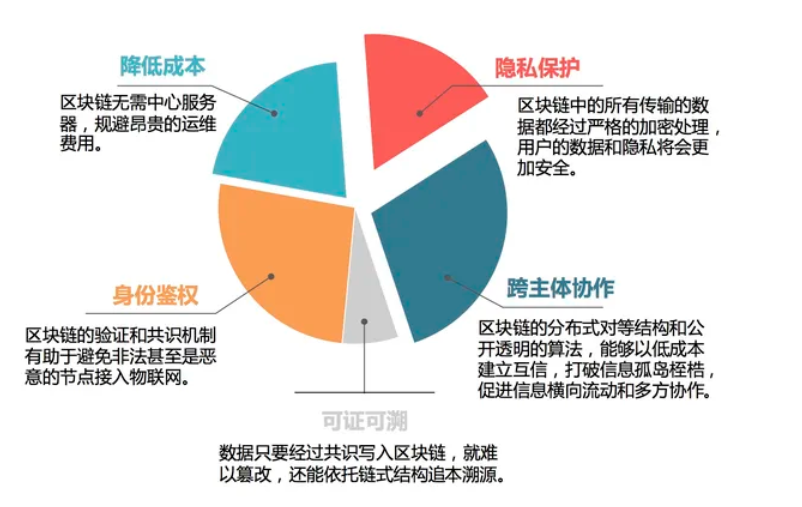 降低成本
区块链无需中心服务
器，规避昂贵的运维
费用。
隐私保护
区块链中的所有传输的数
据都经过严格的加密处理，
用户的数据和隐私将会更
加安全。
身份鉴权
区块链的验证和共识机制
有助于避免非法甚至是恶
意的节点接入物联网。
跨主体协作
区块链的分布式对等结构和公
开透明的算法，能够以低成本
建立互信，打破信息孤岛桎梏，
促进信息横向流动和多方协作。
可证可溯
数据只要经过共识写入区块链，就难
以篡改，还能依托链式结构追本溯源。